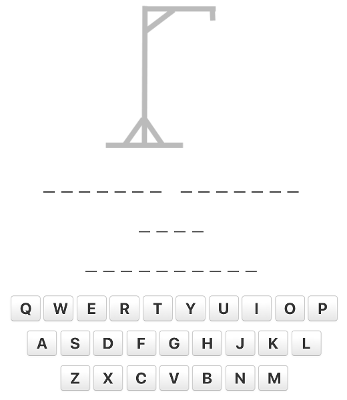 _ _ _ _ _ _ _ _ _ _ _ _ _ _
_ _ _ _
_ _ _ _ _ _ _ _ _ _
Q W E R T Y U I O P
A S D F G H J K L
Z X C V B N M